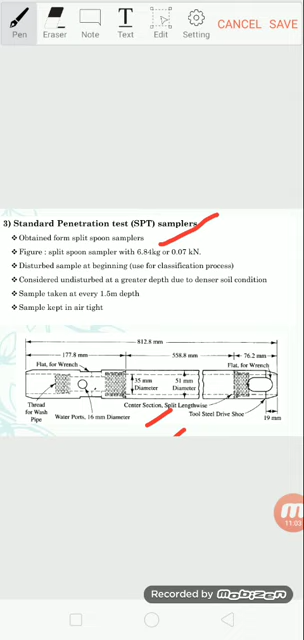 Pen Eraser Note Text Edit Setting CANCEL SAVE
3) Standard Penetration test (SPT) samplers
❖ Obtained form split spoon samplers
❖ Figure : split spoon sampler with 6.84kg or 0.07 kN.
❖ Disturbed sample at beginning (use for classification process)
❖ Considered undisturbed at a greater depth due to denser soil condition
❖ Sample taken at every 1.5m depth
❖ Sample kept in air tight
812.8 mm
177.8 mm 558.8 mm 76.2 mm
Flat, for Wrench Flat, for Wrench
35 mm Diameter
51 mm Diameter
Thread for Wash Pipe
Water Ports, 16 mm Diameter
Center Section, Split Lengthwise
Tool Steel Drive Shoe
19 mm
11:03
Recorded by Mobizen